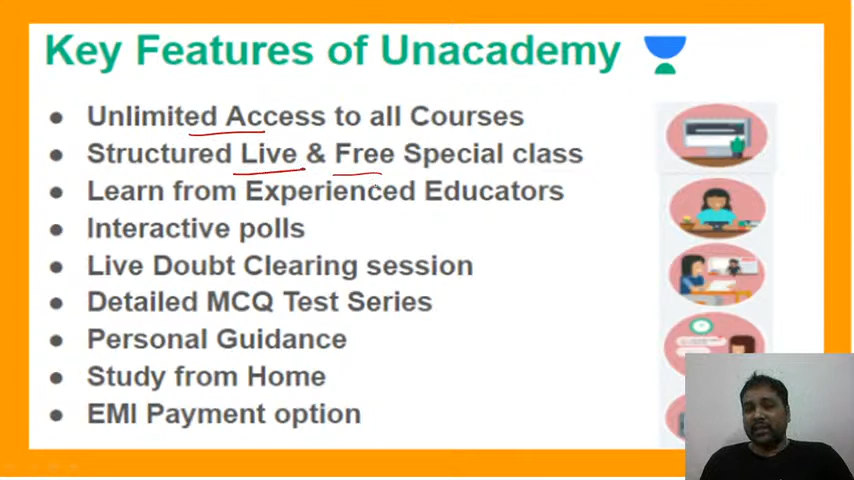 Key Features of Unacademy
● Unlimited Access to all Courses
● Structured Live & Free Special class
● Learn from Experienced Educators
● Interactive polls
● Live Doubt Clearing session
● Detailed MCQ Test Series
● Personal Guidance
● Study from Home
● EMI Payment option